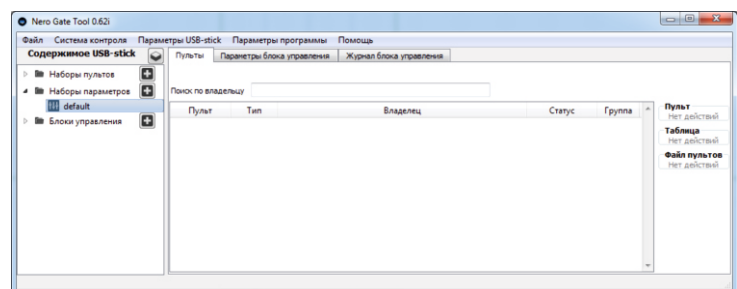 Nero Gate Tool 0.62i
Файл Система контроля Параметры USB-stick Параметры программы Помощь
Содержимое USB-stick
Наборы пультов
Наборы параметров
default
Блоки управления
Пульты Параметры блока управления Журнал блока управления
Поиск по владельцу
Пульт Тип Владелец Статус Группа
Пульт
Нет действий
Таблица
Нет действий
Файл пультов
Нет действий